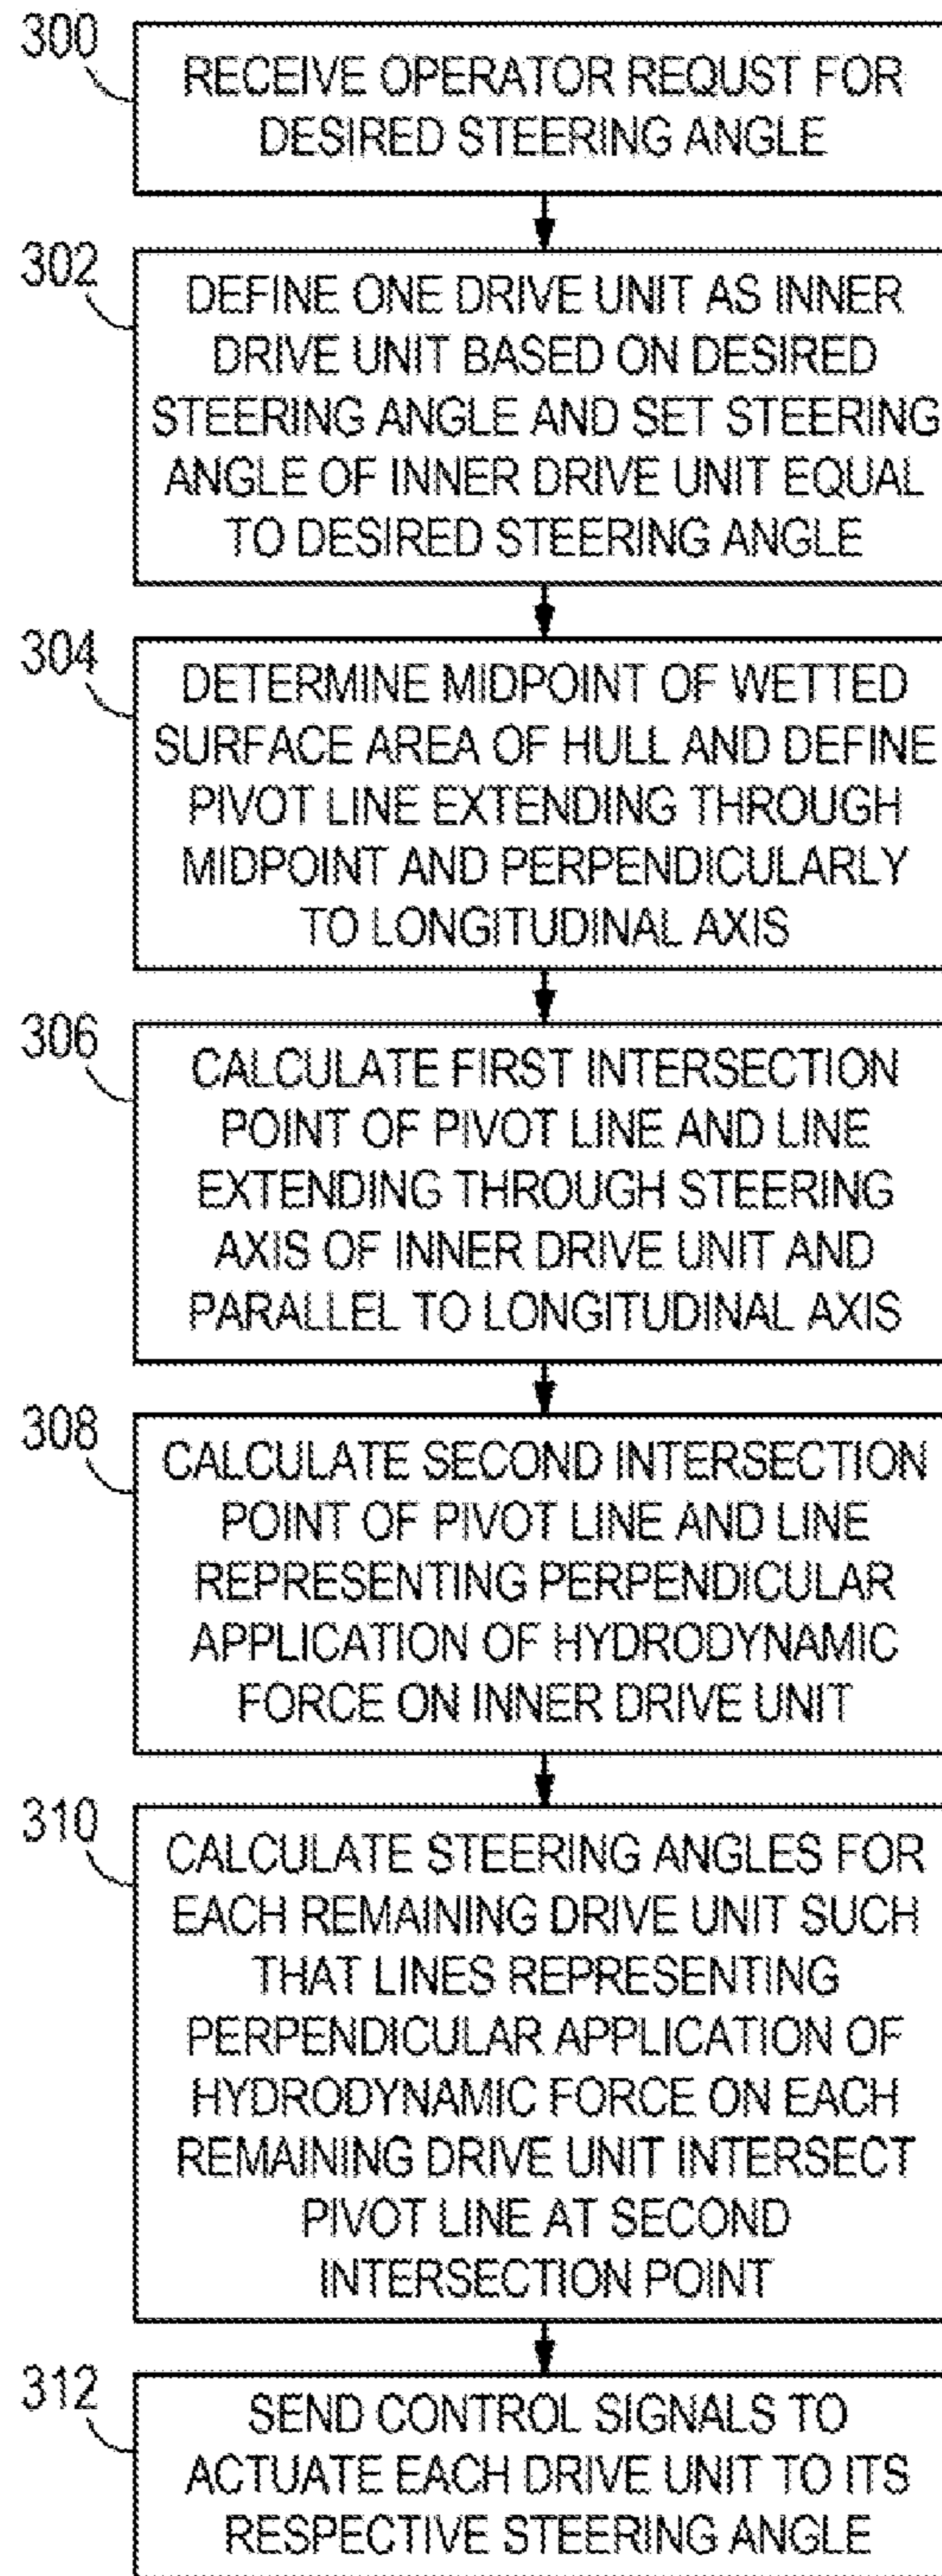 300
RECEIVE OPERATOR REQUST FOR
DESIRED STEERING ANGLE
302
DEFINE ONE DRIVE UNIT AS INNER
DRIVE UNIT BASED ON DESIRED
STEERING ANGLE AND SET STEERING
ANGLE OF INNER DRIVE UNIT EQUAL
TO DESIRED STEERING ANGLE
304
DETERMINE MIDPOINT OF WETTED
SURFACE AREA OF HULL AND DEFINE
PIVOT LINE EXTENDING THROUGH
MIDPOINT AND PERPENDICULARLY
TO LONGITUDINAL AXIS
306
CALCULATE FIRST INTERSECTION
POINT OF PIVOT LINE AND LINE
EXTENDING THROUGH STEERING
AXIS OF INNER DRIVE UNIT AND
PARALLEL TO LONGITUDINAL AXIS
308
CALCULATE SECOND INTERSECTION
POINT OF PIVOT LINE AND LINE
REPRESENTING PERPENDICULAR
APPLICATION OF HYDRODYNAMIC
FORCE ON INNER DRIVE UNIT
310
CALCULATE STEERING ANGLES FOR
EACH REMAINING DRIVE UNIT SUCH
THAT LINES REPRESENTING
PERPENDICULAR APPLICATION OF
HYDRODYNAMIC FORCE ON EACH
REMAINING DRIVE UNIT INTERSECT
PIVOT LINE AT SECOND
INTERSECTION POINT
312
SEND CONTROL SIGNALS TO
ACTUATE EACH DRIVE UNIT TO ITS
RESPECTIVE STEERING ANGLE